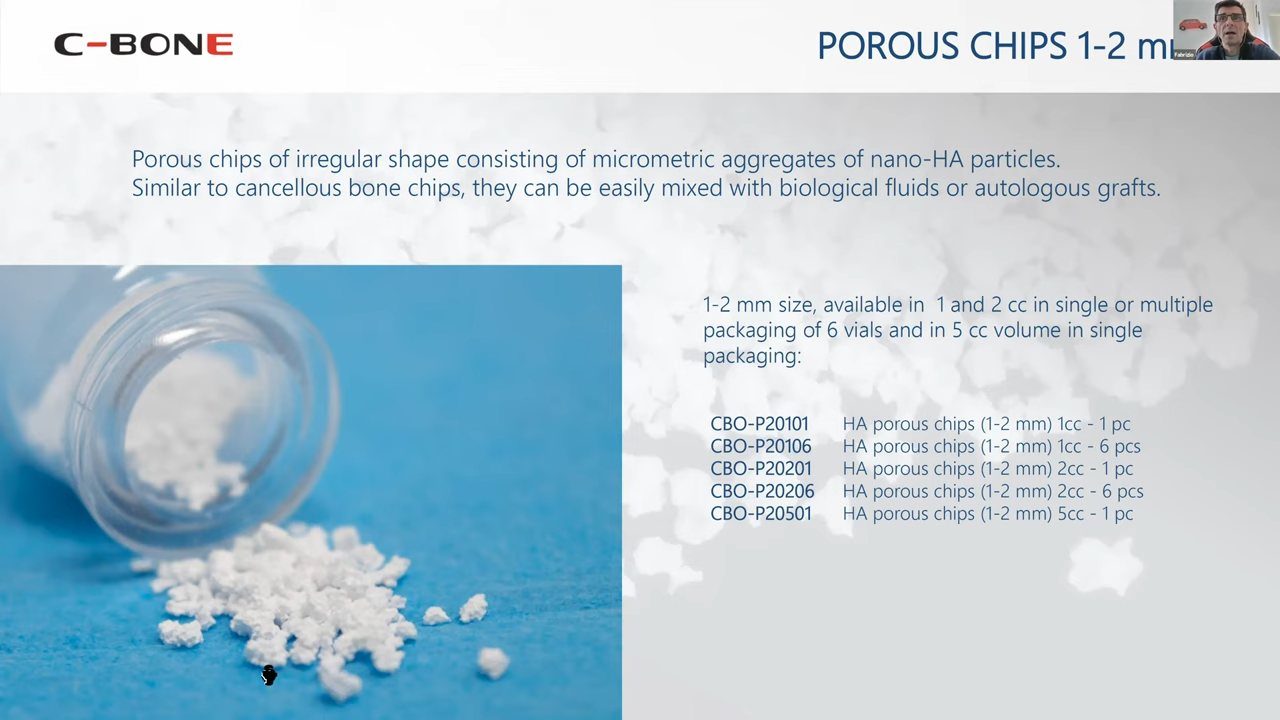 C-BONE
POROUS CHIPS 1-2 m
Fabrizio
Porous chips of irregular shape consisting of micrometric aggregates of nano-HA particles.
Similar to cancellous bone chips, they can be easily mixed with biological fluids or autologous grafts.
1-2 mm size, available in 1 and 2 cc in single or multiple
packaging of 6 vials and in 5 cc volume in single
packaging:
CBO-P20101 HA porous chips (1-2 mm) 1cc - 1 pc
CBO-P20106 HA porous chips (1-2 mm) 1cc - 6 pcs
CBO-P20201 HA porous chips (1-2 mm) 2cc - 1 pc
CBO-P20206 HA porous chips (1-2 mm) 2cc - 6 pcs
CBO-P20501 HA porous chips (1-2 mm) 5cc - 1 pc